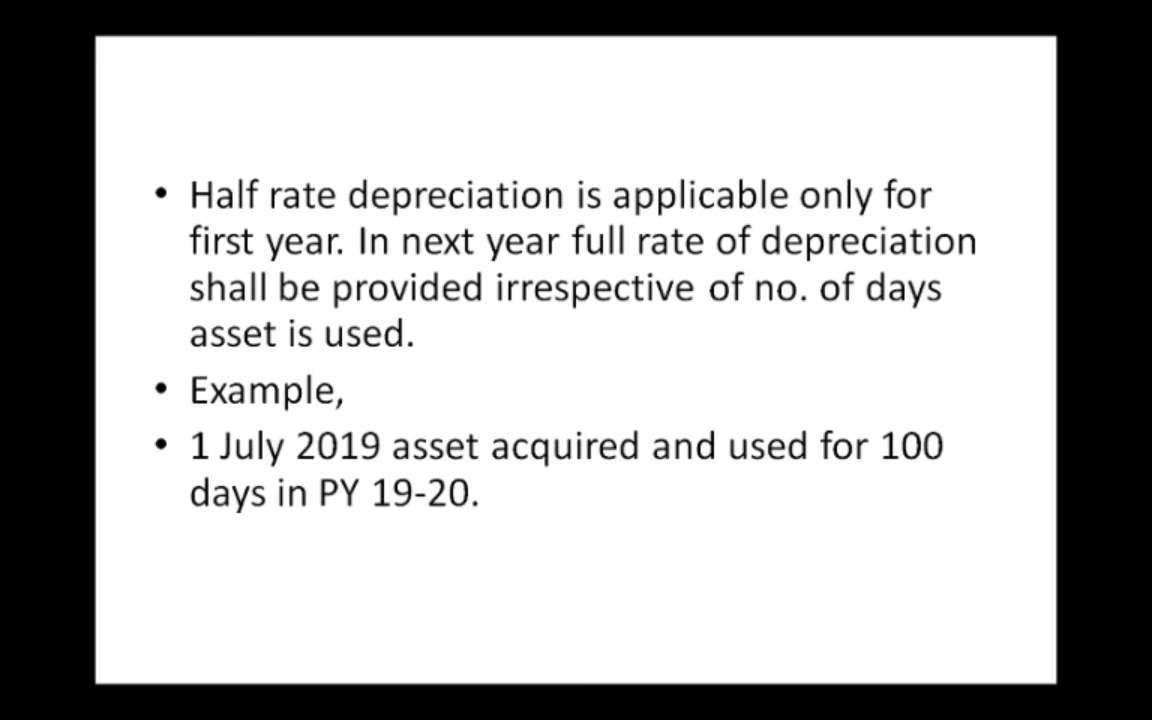 • Half rate depreciation is applicable only for
first year. In next year full rate of depreciation
shall be provided irrespective of no. of days
asset is used.
• Example,
• 1 July 2019 asset acquired and used for 100
days in PY 19-20.